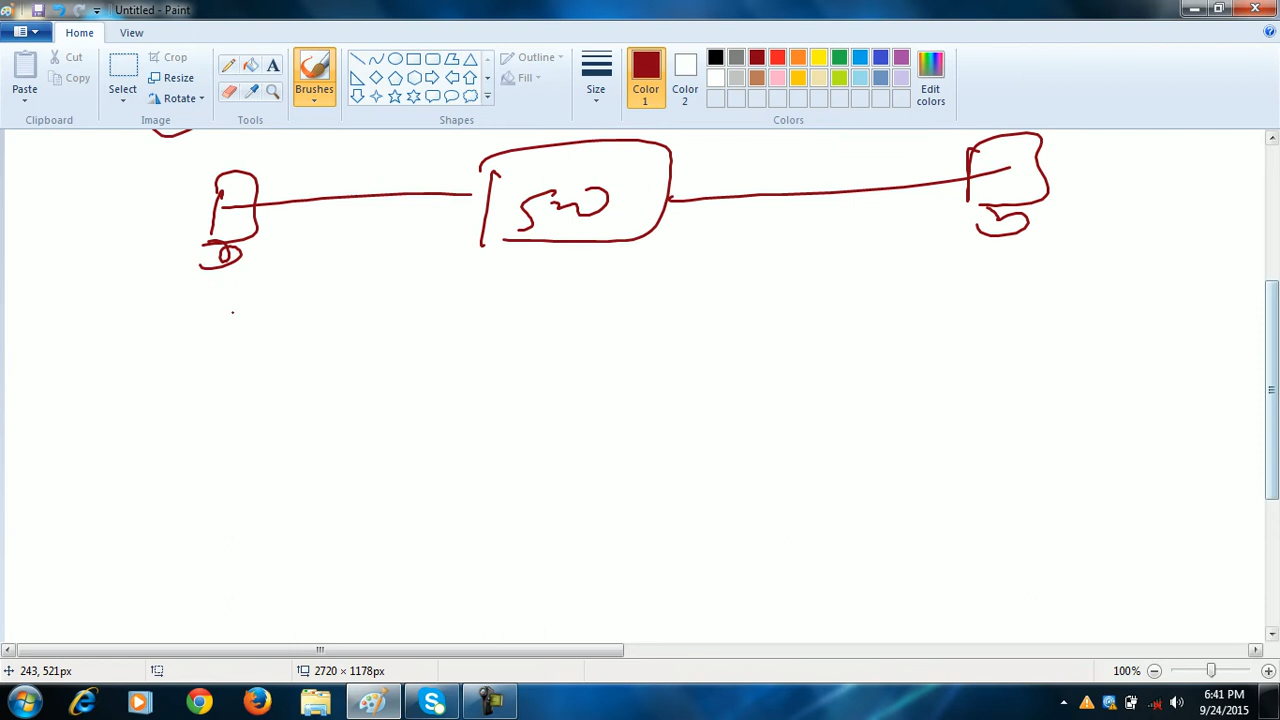 Untitled - Paint
Home View
Paste
Cut
Copy
Clipboard
Select
Crop
Resize
Rotate
Image
Tools
Brushes
Outline
Fill
Shapes
Size
Color 1
Color 2
Edit colors
Colors
SW
243, 521px
2720 × 1178px
100%
6:41 PM
9/24/2015